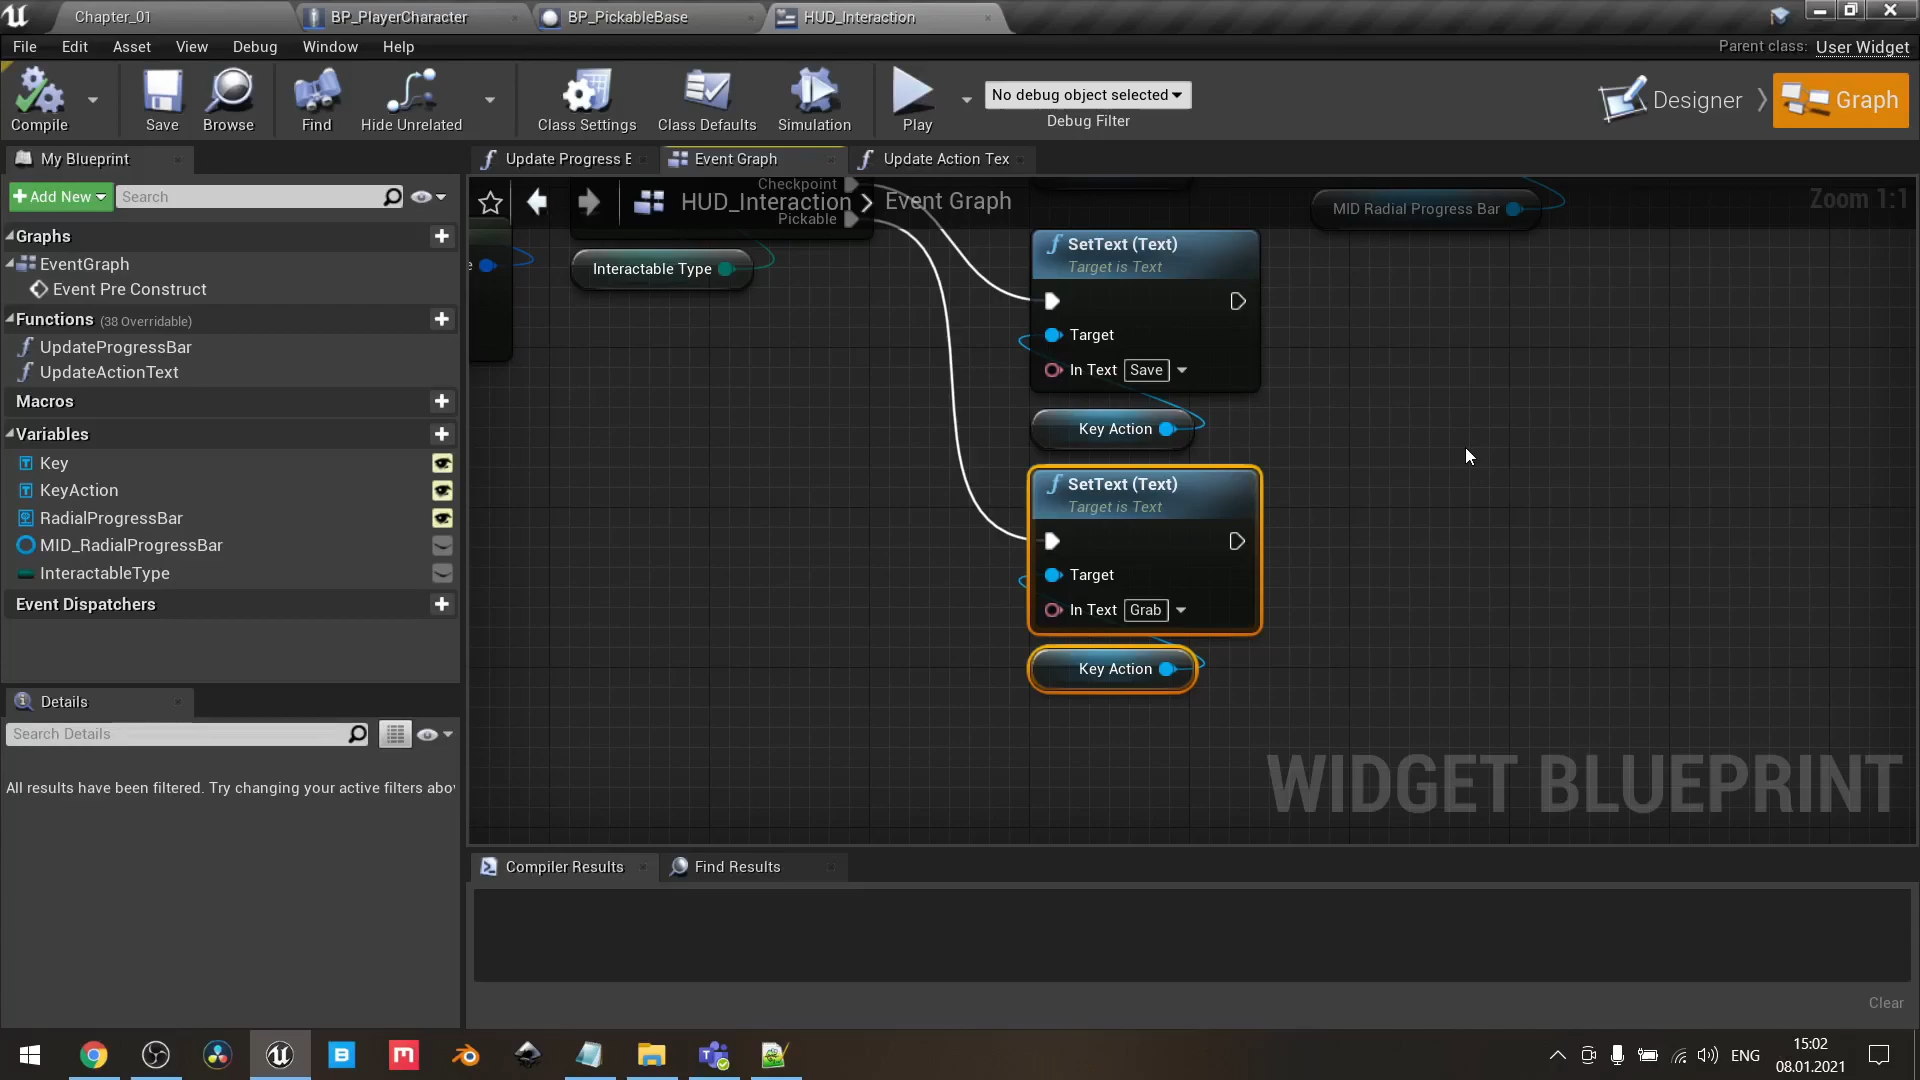 Chapter_01
BP_PlayerCharacter
BP_PickableBase
HUD_Interaction
File
Edit
Asset
View
Debug
Window
Help
Parent class:
User Widget
Compile
Save
Browse
Find
Hide Unrelated
Class Settings
Class Defaults
Simulation
Play
No debug object selected
Debug Filter
Designer
Graph
My Blueprint
Add New
Search
Graphs
EventGraph
Event Pre Construct
Functions (38 Overridable)
UpdateProgressBar
UpdateActionText
Macros
Variables
Key
KeyAction
RadialProgressBar
MID_RadialProgressBar
InteractableType
Event Dispatchers
Details
Search Details
All results have been filtered. Try changing your active filters abo
Update Progress
Event Graph
Update Action Tex
HUD_Interaction
Event Graph
Zoom 1:1
Checkpoint
Pickable
e
Interactable Type
MID Radial Progress Bar
SetText (Text)
Target is Text
Target
In Text Save
Key Action
SetText (Text)
Target is Text
Target
In Text Grab
Key Action
WIDGET BLUEPRINT
Compiler Results
Find Results
Clear
ENG
15:02
08.01.2021